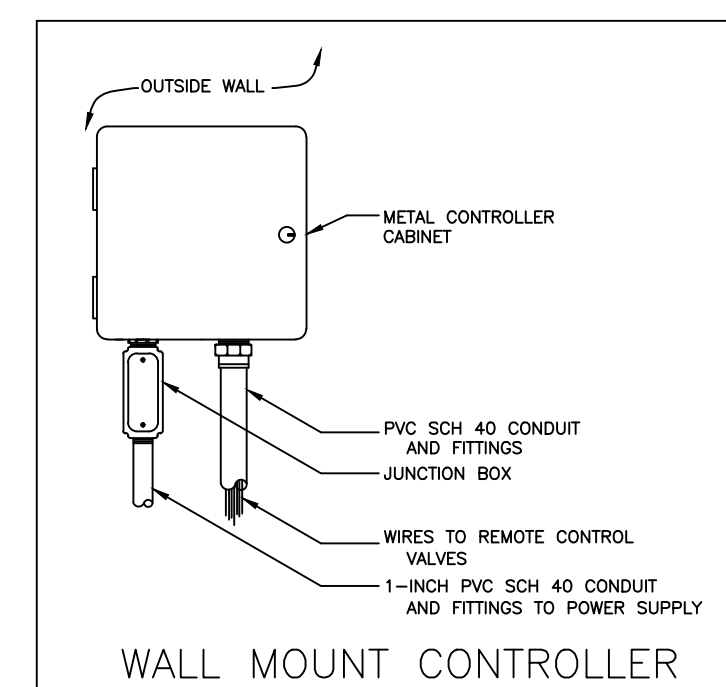 OUTSIDE WALL
METAL CONTROLLER
CABINET
PVC SCH 40 CONDUIT
AND FITTINGS
JUNCTION BOX
WIRES TO REMOTE CONTROL
VALVES
1-INCH PVC SCH 40 CONDUIT
AND FITTINGS TO POWER SUPPLY
WALL MOUNT CONTROLLER